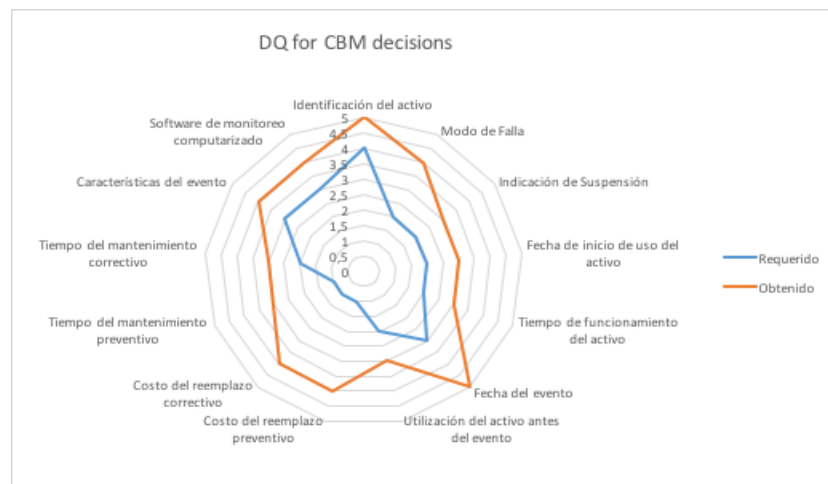 DQ for CBM decisions
Identificación del activo
Software de monitoreo
computarizado
Modo de Falla
Características del evento
Indicación de Suspensión
Tiempo del mantenimiento
correctivo
Fecha de inicio de uso del
activo
Tiempo del mantenimiento
preventivo
Tiempo de funcionamiento
del activo
Costo del reemplazo
correctivo
Fecha del evento
Costo del reemplazo
preventivo
Utilización del activo antes
del evento
5
4,5
4
3,5
3
2,5
2
1,5
1
0,5
0
Requerido
Obtenido